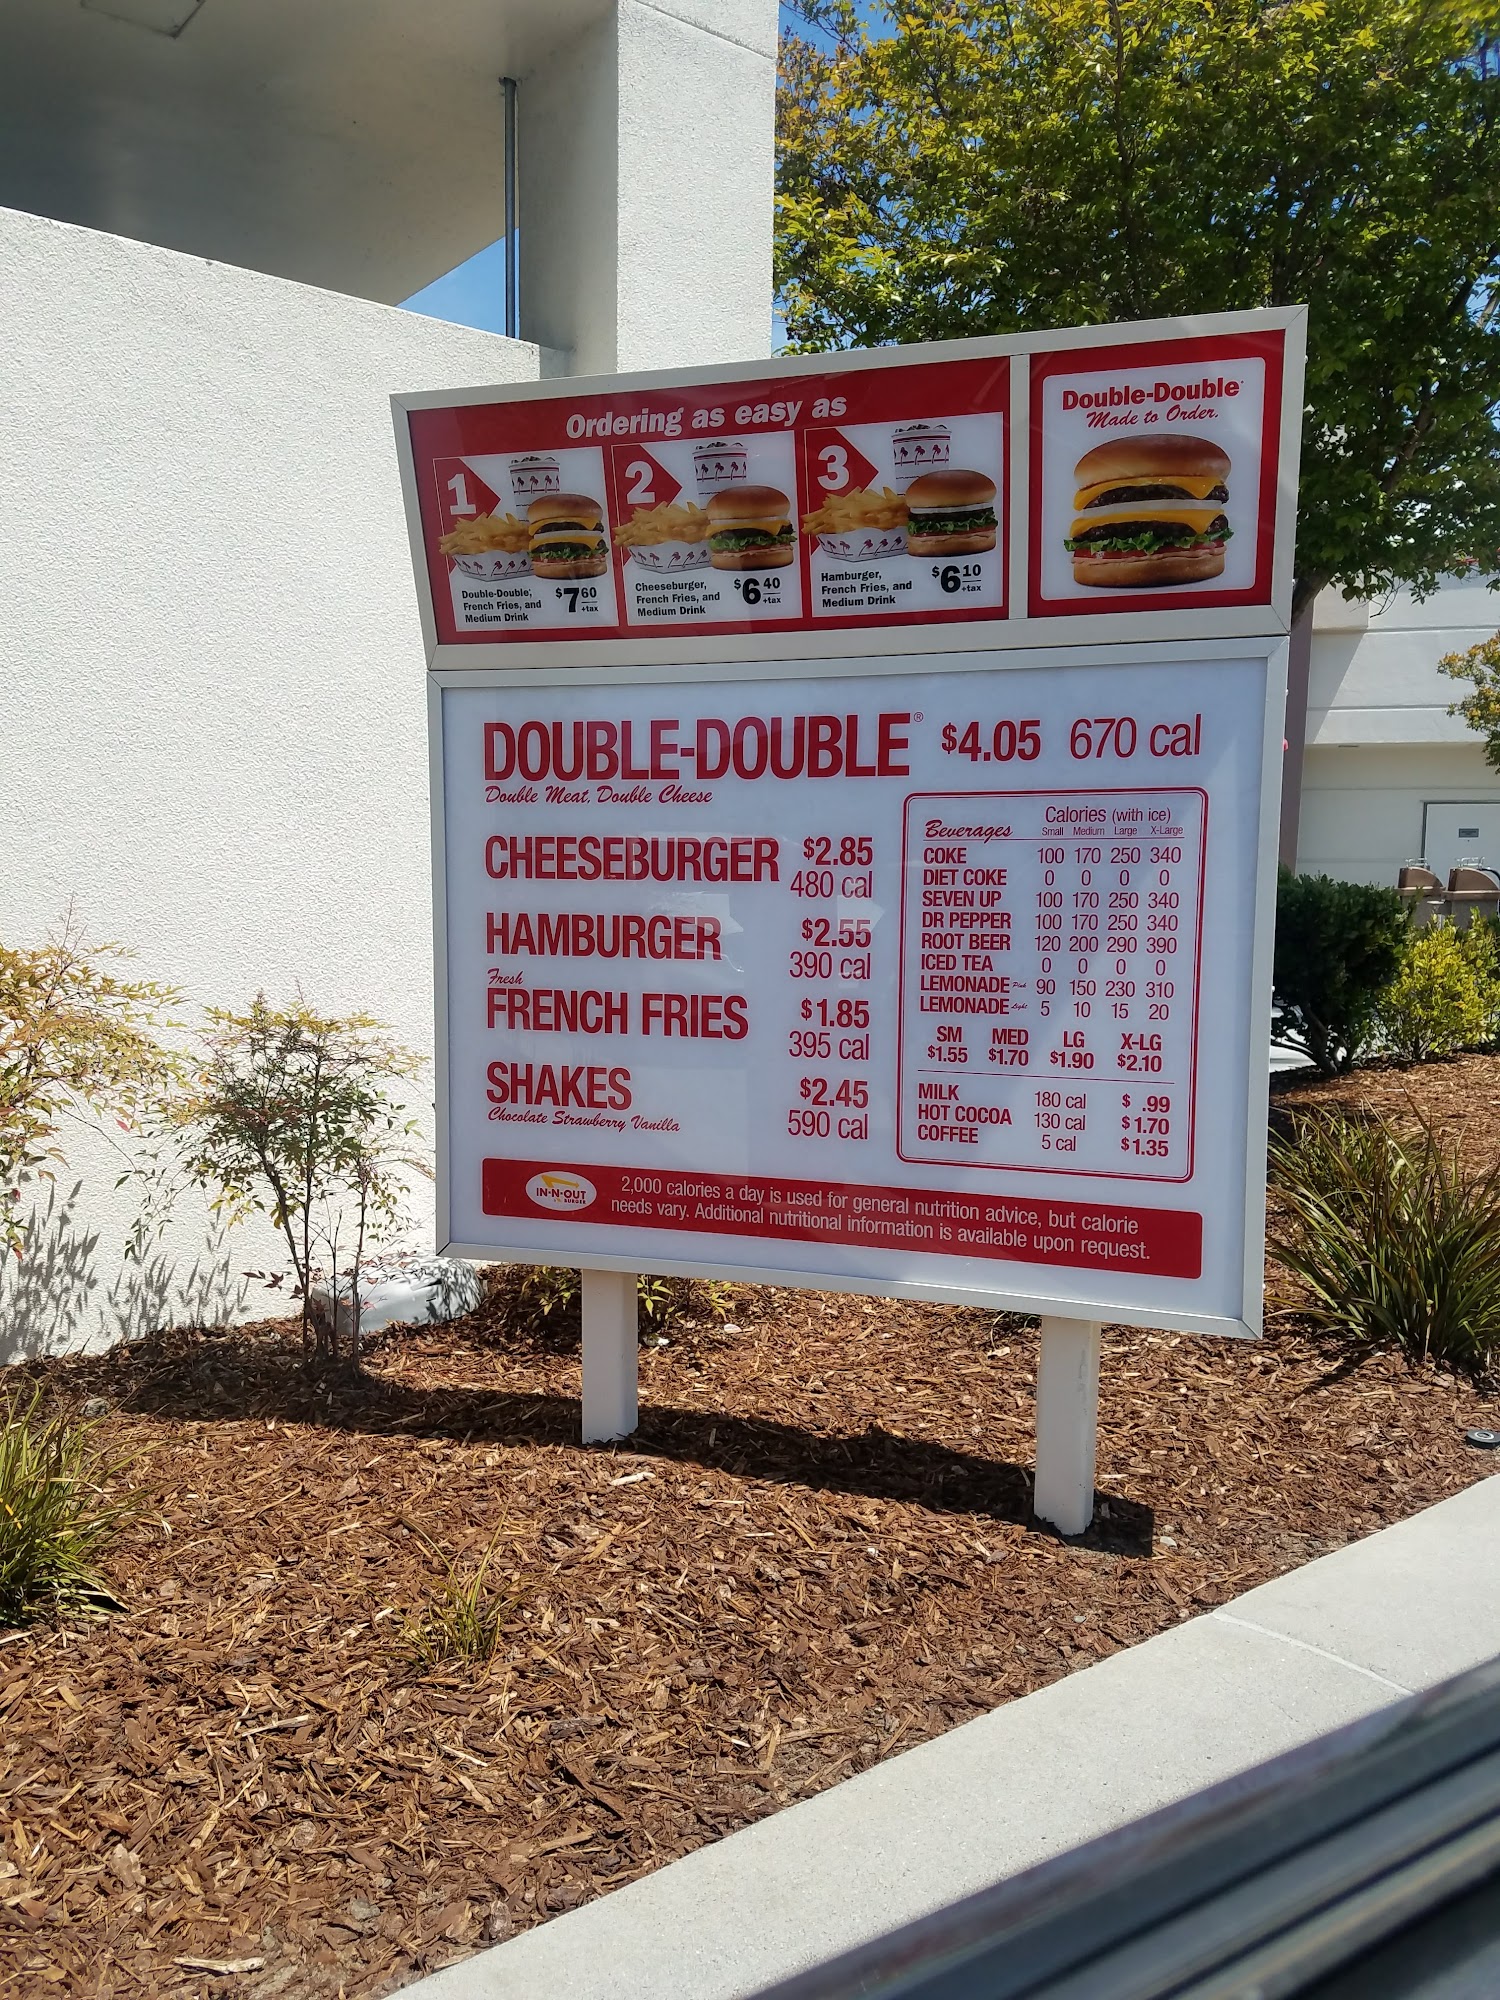 Ordering as easy as
1
Double-Double®,
French Fries, and
Medium Drink
$7 60 +tax
2
Cheeseburger,
French Fries, and
Medium Drink
$6 40 +tax
3
Hamburger,
French Fries, and
Medium Drink
$6 10 +tax
Double-Double®
Made to Order.
DOUBLE-DOUBLE® $4.05 670 cal
Double Meat, Double Cheese
CHEESEBURGER $2.85
480 cal
HAMBURGER $2.55
390 cal
Fresh
FRENCH FRIES $1.85
395 cal
SHAKES $2.45
Chocolate Strawberry Vanilla 590 cal
Calories (with ice)
Beverages Small Medium Large X-Large
COKE 100 170 250 340
DIET COKE 0 0 0 0
SEVEN UP 100 170 250 340
DR PEPPER 100 170 250 340
ROOT BEER 120 200 290 390
ICED TEA 0 0 0 0
LEMONADE Pink 90 150 230 310
LEMONADE Light 5 10 15 20
SM MED LG X-LG
$1.55 $1.70 $1.90 $2.10
MILK 180 cal $ .99
HOT COCOA 130 cal $1.70
COFFEE 5 cal $1.35
IN-N-OUT
BURGER
2,000 calories a day is used for general nutrition advice, but calorie
needs vary. Additional nutritional information is available upon request.